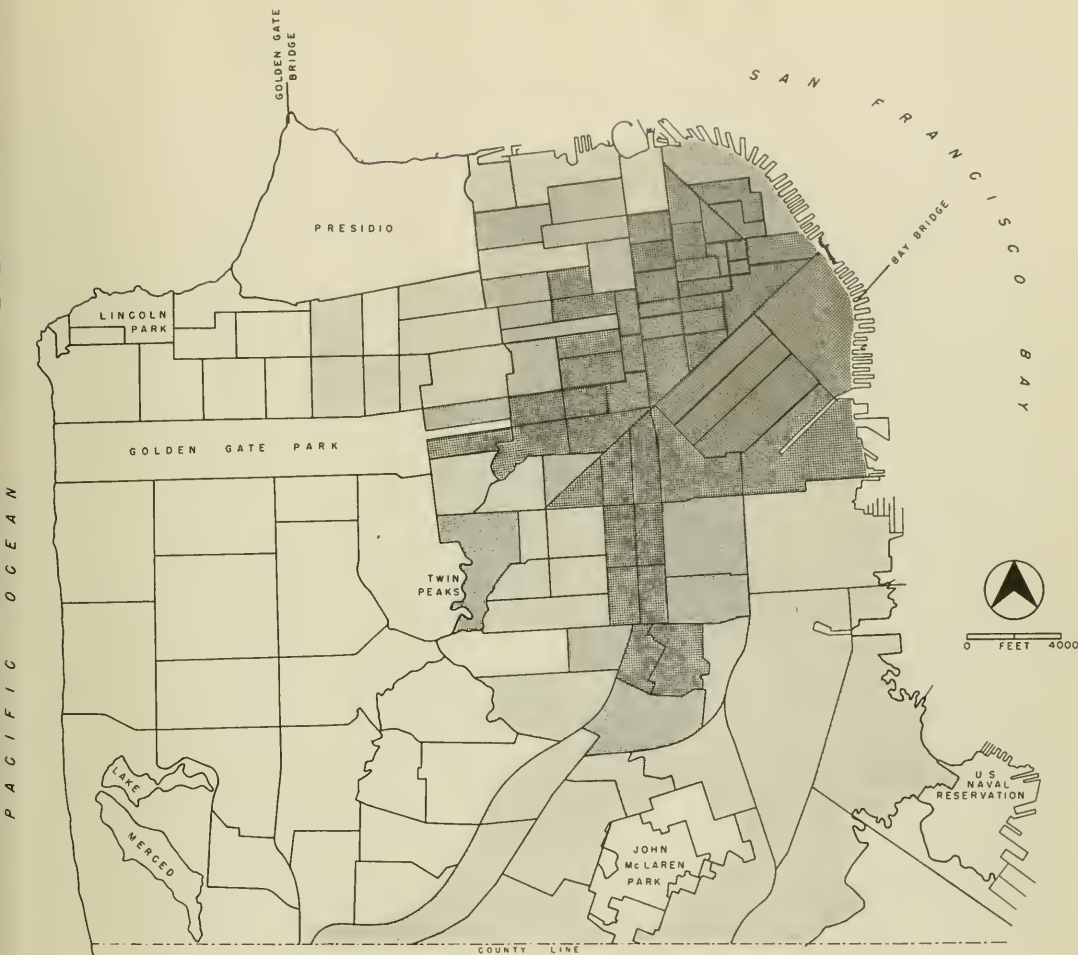 GOLDEN GATE
BRIDGE
SAN FRANCISCO BAY
PRESIDIO
BAY BRIDGE
LINCOLN
PARK
GOLDEN GATE PARK
PACIFIC OCEAN
TWIN
PEAKS
0 FEET 4000
LAKE
MERCED
U S
NAVAL
RESERVATION
JOHN
McLAREN
PARK
COUNTY LINE